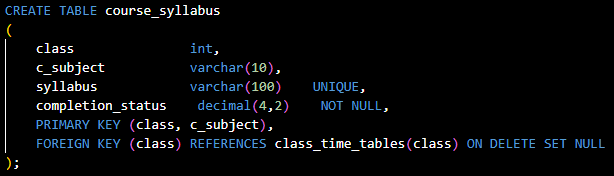 CREATE TABLE course_syllabus
(
class int,
c_subject varchar(10),
syllabus varchar(100) UNIQUE,
completion_status decimal(4,2) NOT NULL,
PRIMARY KEY (class, c_subject),
FOREIGN KEY (class) REFERENCES class_time_tables(class) ON DELETE SET NULL
);